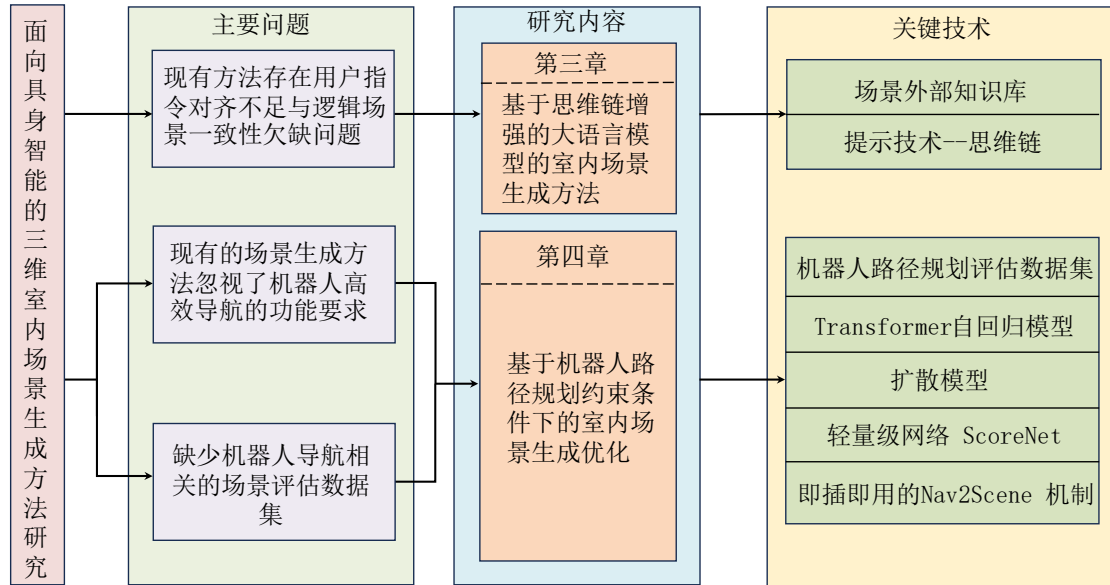 面向具身智能的三维室内场景生成方法研究
主要问题
现有方法存在用户指
令对齐不足与逻辑场
景一致性欠缺问题
现有的场景生成方
法忽视了机器人高
效导航的功能要求
缺少机器人导航相
关的场景评估数据
集
研究内容
第三章
基于思维链增
强的大语言模
型的室内场景
生成方法
第四章
基于机器人路
径规划约束条
件下的室内场
景生成优化
关键技术
场景外部知识库
提示技术--思维链
机器人路径规划评估数据集
Transformer自回归模型
扩散模型
轻量级网络 ScoreNet
即插即用的Nav2Scene 机制